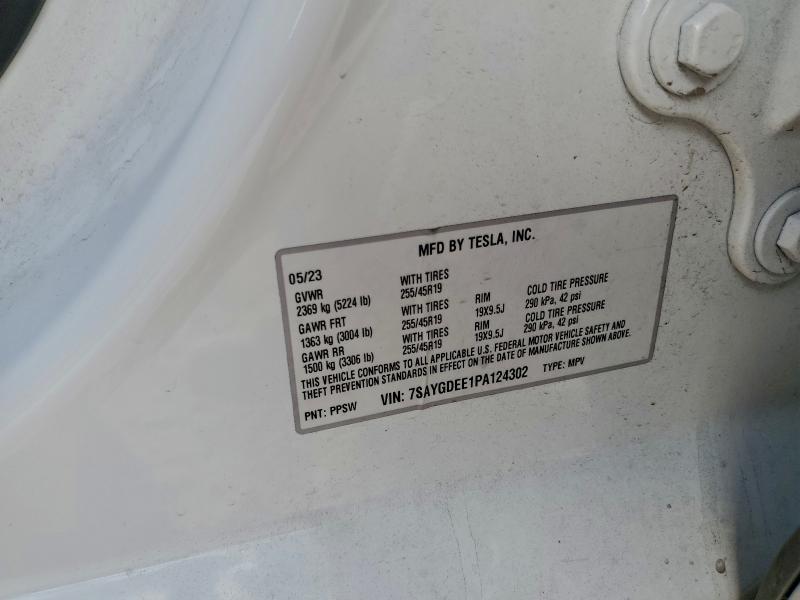 MFD BY TESLA, INC.
05/23
GVWR WITH TIRES
2369 kg (5224 lb) 255/45R19 RIM COLD TIRE PRESSURE
GAWR FRT WITH TIRES 19X9.5J 290 kPa, 42 psi
1363 kg (3004 lb) 255/45R19 RIM COLD TIRE PRESSURE
GAWR RR WITH TIRES 19X9.5J 290 kPa, 42 psi
1500 kg (3306 lb) 255/45R19
THIS VEHICLE CONFORMS TO ALL APPLICABLE U.S. FEDERAL MOTOR VEHICLE SAFETY AND
THEFT PREVENTION STANDARDS IN EFFECT ON THE DATE OF MANUFACTURE SHOWN ABOVE.
PNT: PPSW VIN: 7SAYGDEE1PA124302 TYPE: MPV